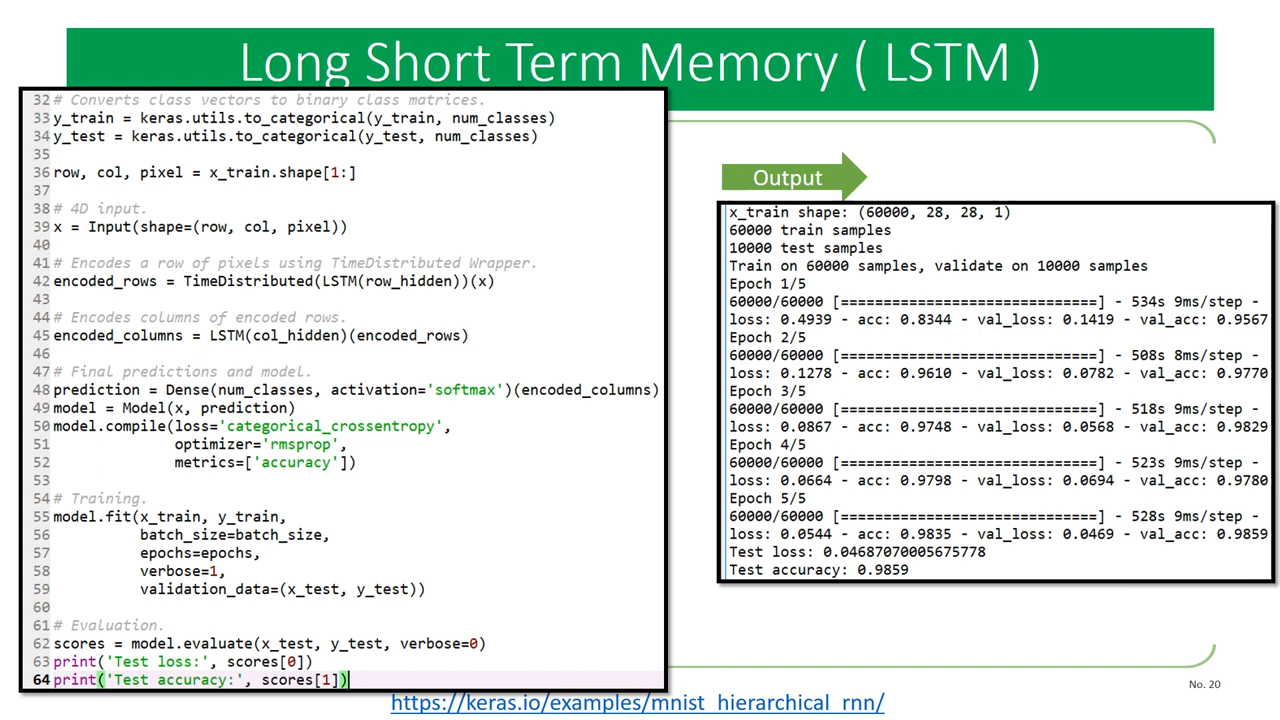 Long Short Term Memory ( LSTM )
32 # Converts class vectors to binary class matrices.
33 y_train = keras.utils.to_categorical(y_train, num_classes)
34 y_test = keras.utils.to_categorical(y_test, num_classes)
35
36 row, col, pixel = x_train.shape[1:]
37
38 # 4D input.
39 x = Input(shape=(row, col, pixel))
40
41 # Encodes a row of pixels using TimeDistributed Wrapper.
42 encoded_rows = TimeDistributed(LSTM(row_hidden))(x)
43
44 # Encodes columns of encoded rows.
45 encoded_columns = LSTM(col_hidden)(encoded_rows)
46
47 # Final predictions and model.
48 prediction = Dense(num_classes, activation='softmax')(encoded_columns)
49 model = Model(x, prediction)
50 model.compile(loss='categorical_crossentropy',
51 optimizer='rmsprop',
52 metrics=['accuracy'])
53
54 # Training.
55 model.fit(x_train, y_train,
56 batch_size=batch_size,
57 epochs=epochs,
58 verbose=1,
59 validation_data=(x_test, y_test))
60
61 # Evaluation.
62 scores = model.evaluate(x_test, y_test, verbose=0)
63 print('Test loss:', scores[0])
64 print('Test accuracy:', scores[1])
Output
x_train shape: (60000, 28, 28, 1)
60000 train samples
10000 test samples
Train on 60000 samples, validate on 10000 samples
Epoch 1/5
60000/60000 [==============================] - 534s 9ms/step -
loss: 0.4939 - acc: 0.8344 - val_loss: 0.1419 - val_acc: 0.9567
Epoch 2/5
60000/60000 [==============================] - 508s 8ms/step -
loss: 0.1278 - acc: 0.9610 - val_loss: 0.0782 - val_acc: 0.9770
Epoch 3/5
60000/60000 [==============================] - 518s 9ms/step -
loss: 0.0867 - acc: 0.9748 - val_loss: 0.0568 - val_acc: 0.9829
Epoch 4/5
60000/60000 [==============================] - 523s 9ms/step -
loss: 0.0664 - acc: 0.9798 - val_loss: 0.0694 - val_acc: 0.9780
Epoch 5/5
60000/60000 [==============================] - 528s 9ms/step -
loss: 0.0544 - acc: 0.9835 - val_loss: 0.0469 - val_acc: 0.9859
Test loss: 0.04687070005675778
Test accuracy: 0.9859
No. 20
https://keras.io/examples/mnist_hierarchical_rnn/